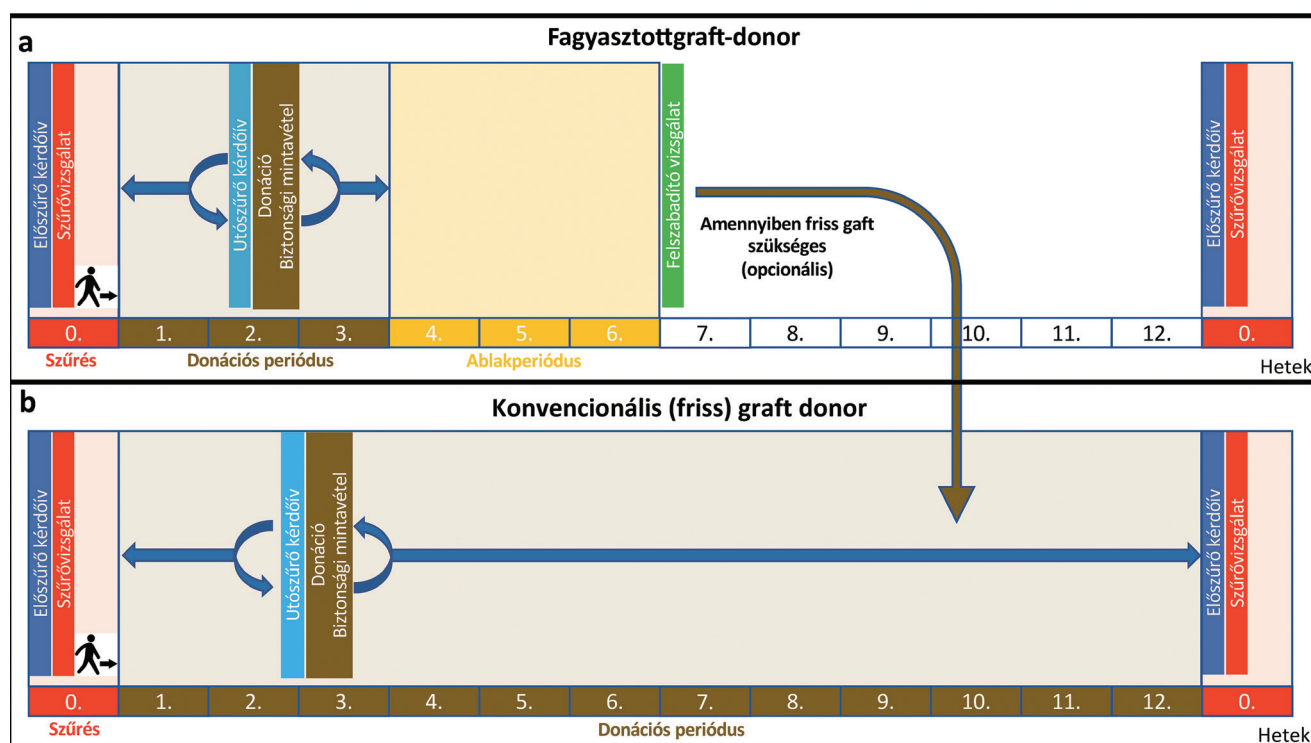 a
Fagyasztottgraft-donor
Előszűrő kérdőív
Szűrővizsgálat
Utószűrő kérdőív
Donáció
Biztonsági mintavétel
Felszabadító vizsgálat
Amennyiben friss gaft
szükséges
(opcionális)
Előszűrő kérdőív
Szűrővizsgálat
0. 1. 2. 3. 4. 5. 6. 7. 8. 9. 10. 11. 12. 0.
Szűrés Donációs periódus Ablakperiódus
Hetek
b
Konvencionális (friss) graft donor
Előszűrő kérdőív
Szűrővizsgálat
Utószűrő kérdőív
Donáció
Biztonsági mintavétel
Előszűrő kérdőív
Szűrővizsgálat
0. 1. 2. 3. 4. 5. 6. 7. 8. 9. 10. 11. 12. 0.
Szűrés Donációs periódus
Hetek